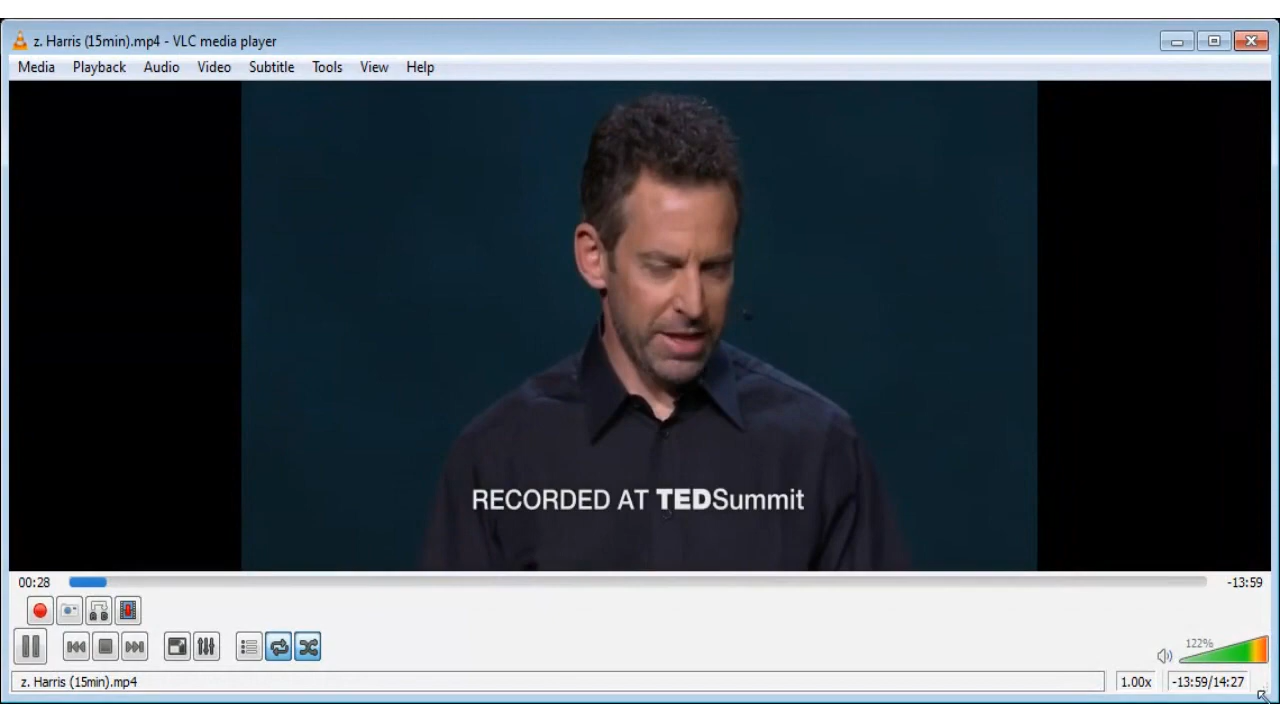 z. Harris (15min).mp4 - VLC media player
Media Playback Audio Video Subtitle Tools View Help
RECORDED AT TEDSummit
00:28 -13:59
122%
z. Harris (15min).mp4 1.00x -13:59/14:27